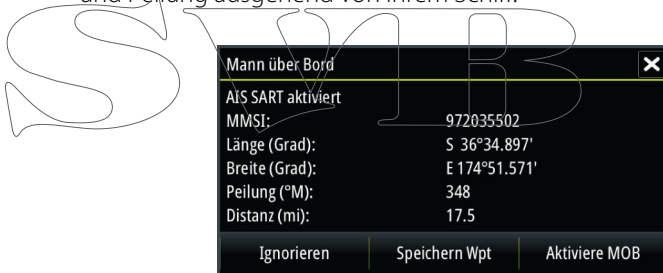 und Peilung ausgehend von Ihrem Schiff.
SVB
Mann über Bord
AIS SART aktiviert
MMSI: 972035502
Länge (Grad): S 36°34.897'
Breite (Grad): E 174°51.571'
Peilung (°M): 348
Distanz (mi): 17.5
Ignorieren Speichern Wpt Aktiviere MOB